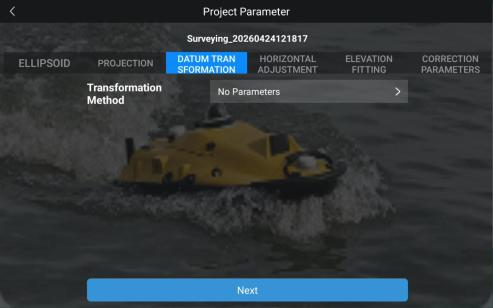 Project Parameter
Surveying_20260424121817
ELLIPSOID
PROJECTION
DATUM TRAN
SFORMATION
HORIZONTAL
ADJUSTMENT
ELEVATION
FITTING
CORRECTION
PARAMETERS
Transformation
Method
No Parameters
Next